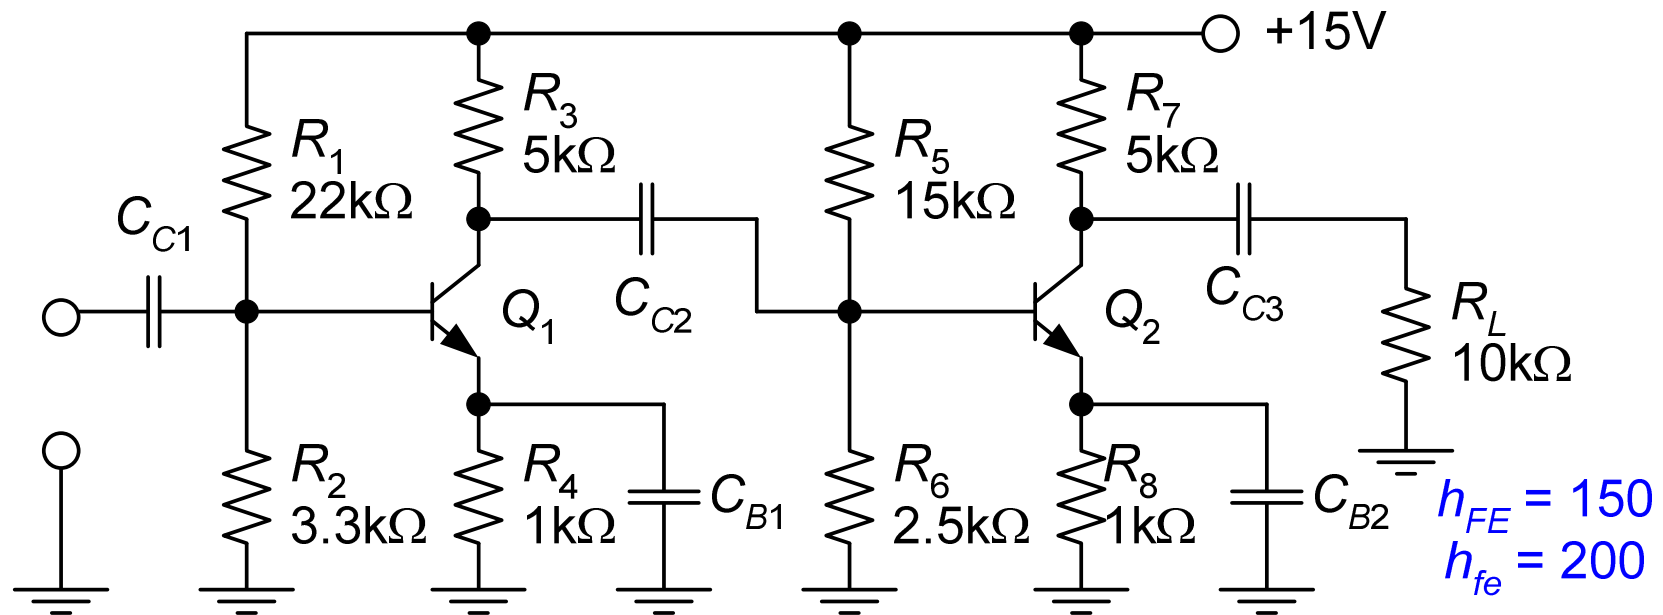 +15V
R3
5kΩ
R7
5kΩ
R1
22kΩ
R5
15kΩ
CC1
CC2
Q1
CC3
Q2
RL
10kΩ
R2
3.3kΩ
R4
1kΩ
CB1
R6
2.5kΩ
R8
1kΩ
CB2
hFE = 150
hfe = 200